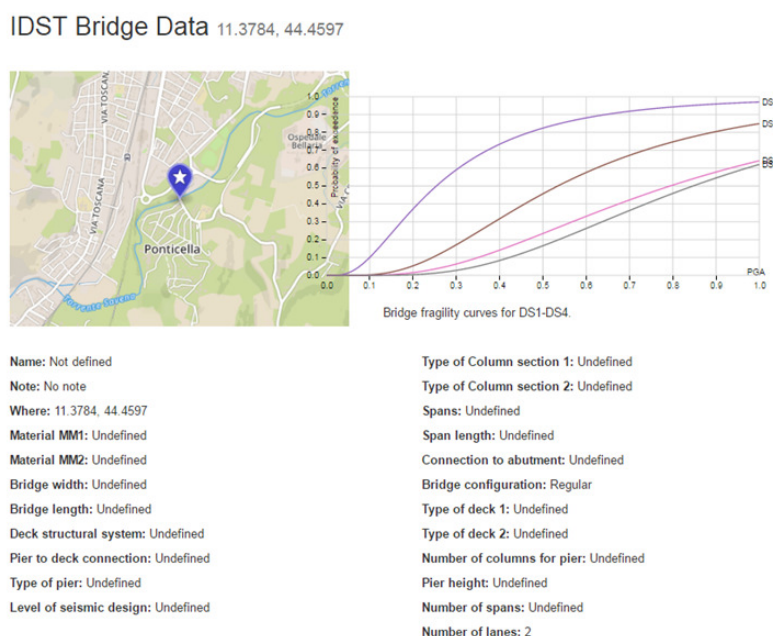 IDST Bridge Data 11.3784, 44.4597
VIA TOSCANA
VIA TOSCANA
Ospedale
Bellaria
Ponticella
Torrente Savena
Probability of exceedance
1.0
0.9
0.8
0.7
0.6
0.5
0.4
0.3
0.2
0.1
0.0
0.0 0.1 0.2 0.3 0.4 0.5 0.6 0.7 0.8 0.9 1.0
DS
DS
PGA
Bridge fragility curves for DS1-DS4.
Name: Not defined
Note: No note
Where: 11.3784, 44.4597
Material MM1: Undefined
Material MM2: Undefined
Bridge width: Undefined
Bridge length: Undefined
Deck structural system: Undefined
Pier to deck connection: Undefined
Type of pier: Undefined
Level of seismic design: Undefined
Type of Column section 1: Undefined
Type of Column section 2: Undefined
Spans: Undefined
Span length: Undefined
Connection to abutment: Undefined
Bridge configuration: Regular
Type of deck 1: Undefined
Type of deck 2: Undefined
Number of columns for pier: Undefined
Pier height: Undefined
Number of spans: Undefined
Number of lanes: 2